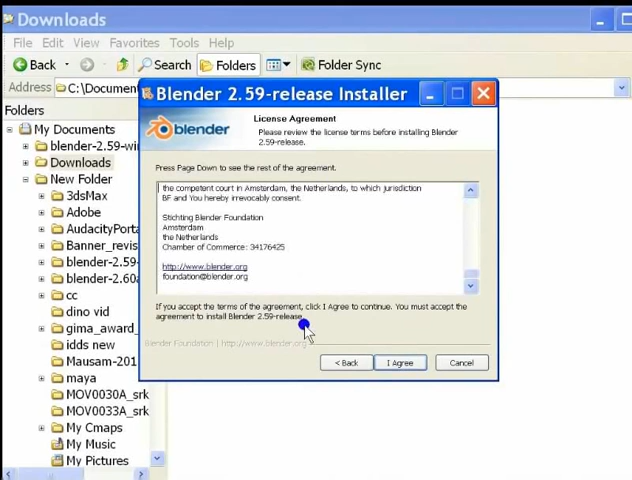 Downloads
File Edit View Favorites Tools Help
Back Search Folders Folder Sync
Address C:\Docum
Folders
My Documents
blender-2.59-wi
Downloads
New Folder
3dsMax
Adobe
AudacityPorta
Banner_revis
blender-2.59-
blender-2.60a
cc
dino vid
gima_award_
idds new
Mausam-201
maya
MOV0030A_srk
MOV0033A_srk
My Cmaps
My Music
My Pictures
Blender 2.59-release Installer
blender
License Agreement
Please review the license terms before installing Blender
2.59-release.
Press Page Down to see the rest of the agreement.
the competent court in Amsterdam, the Netherlands, to which jurisdiction
BF and You hereby irrevocably consent.
Stichting Blender Foundation
Amsterdam
the Netherlands
Chamber of Commerce: 34176425
http://www.blender.org
foundation@blender.org
If you accept the terms of the agreement, click I Agree to continue. You must accept the
agreement to install Blender 2.59-release.
Blender Foundation | http://www.blender.org
< Back I Agree Cancel